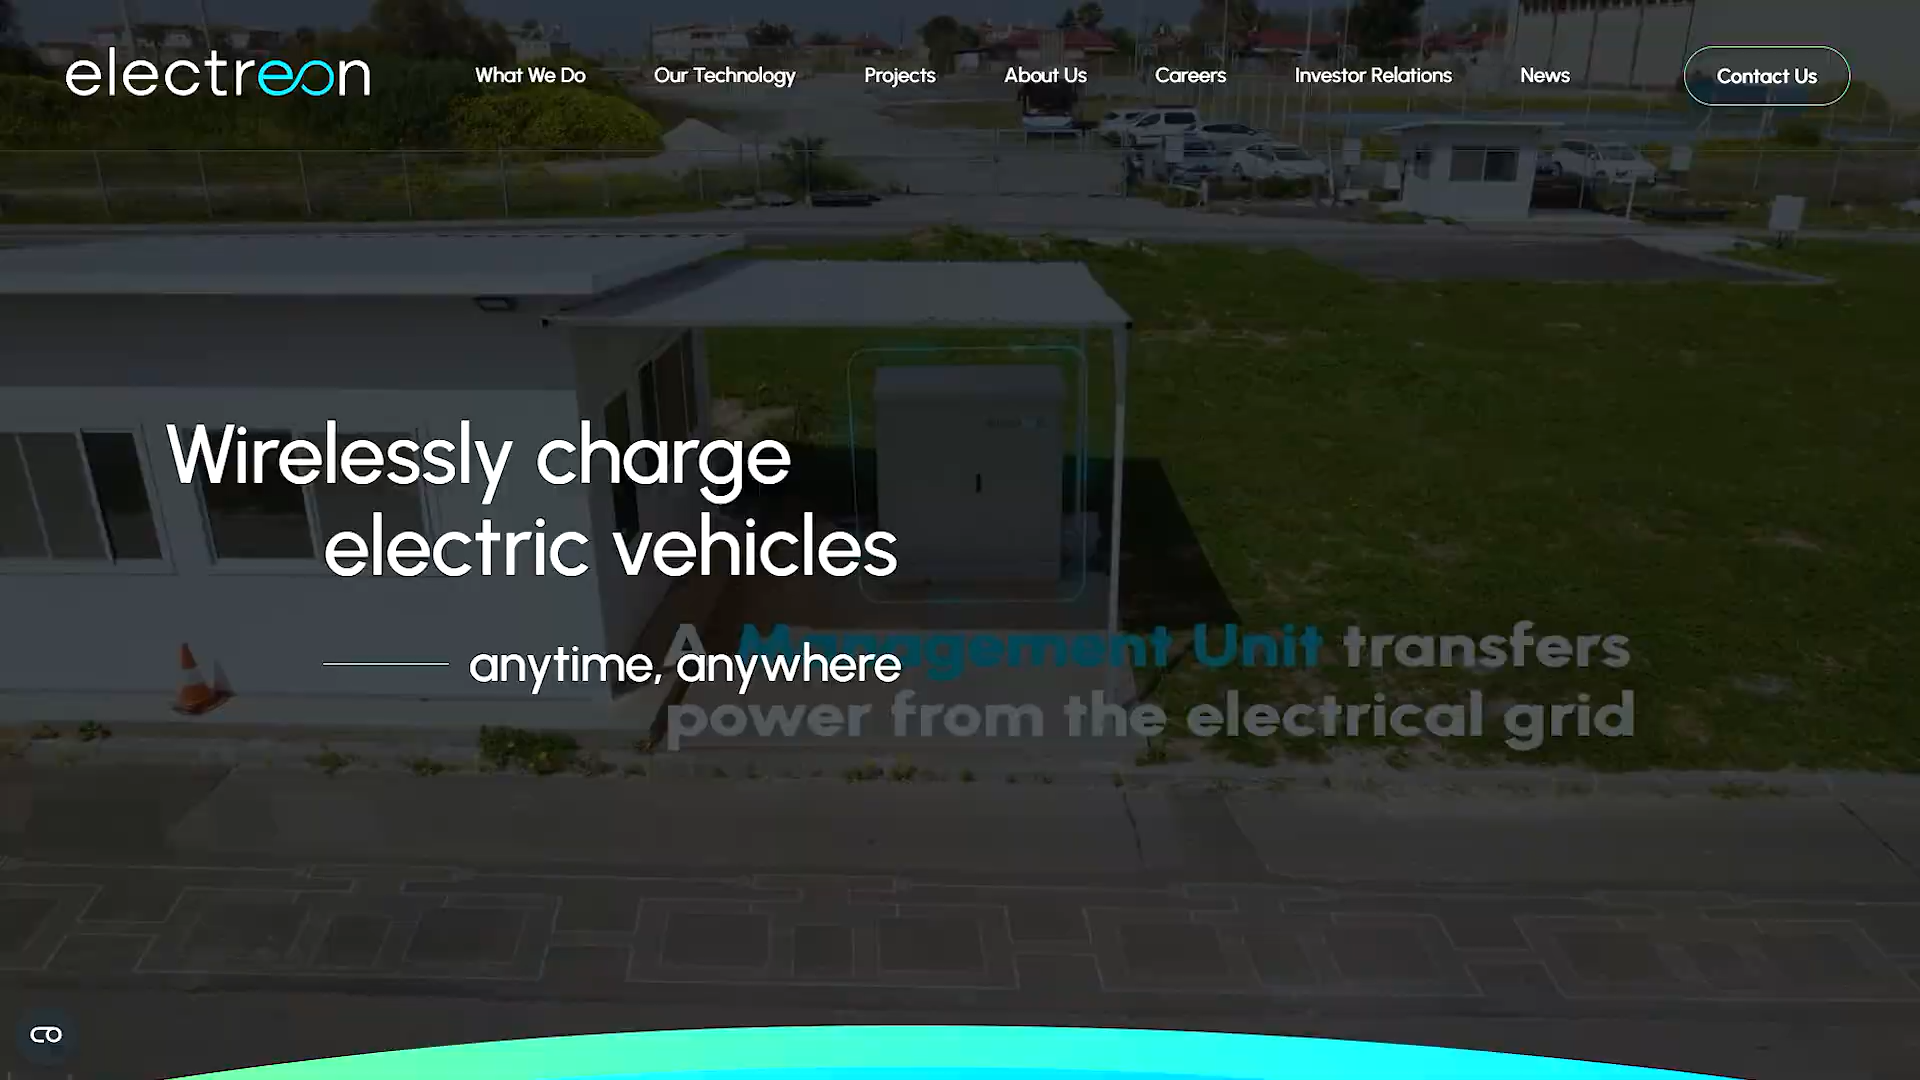 electreon
What We Do
Our Technology
Projects
About Us
Careers
Investor Relations
News
Contact Us
Wirelessly charge
electric vehicles
anytime, anywhere
A Management Unit transfers
power from the electrical grid